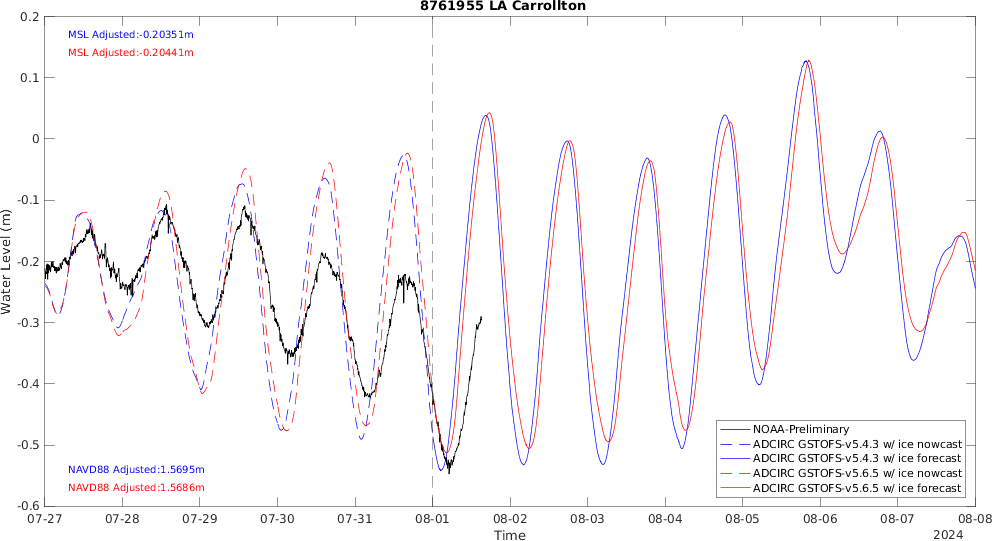 8761955 LA Carrollton
MSL Adjusted:-0.20351m
MSL Adjusted:-0.20441m
0.2
0.1
0
-0.1
-0.2
-0.3
-0.4
-0.5
-0.6
Water Level (m)
NAVD88 Adjusted:1.5695m
NAVD88 Adjusted:1.5686m
NOAA-Preliminary
ADCIRC GSTOFS-v5.4.3 w/ ice nowcast
ADCIRC GSTOFS-v5.4.3 w/ ice forecast
ADCIRC GSTOFS-v5.6.5 w/ ice nowcast
ADCIRC GSTOFS-v5.6.5 w/ ice forecast
07-27 07-28 07-29 07-30 07-31 08-01 08-02 08-03 08-04 08-05 08-06 08-07 08-08
Time
2024